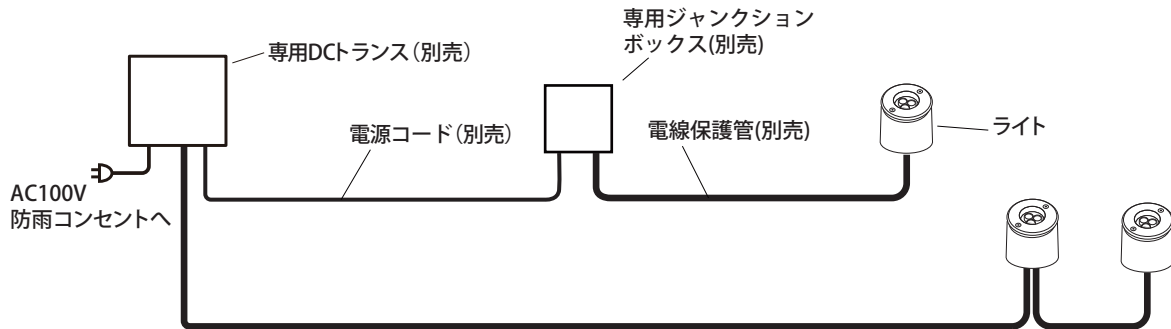 専用ジャンクション
ボックス(別売)
専用DCトランス（別売）
電源コード（別売）
電線保護管(別売)
ライト
AC100V
防雨コンセントへ